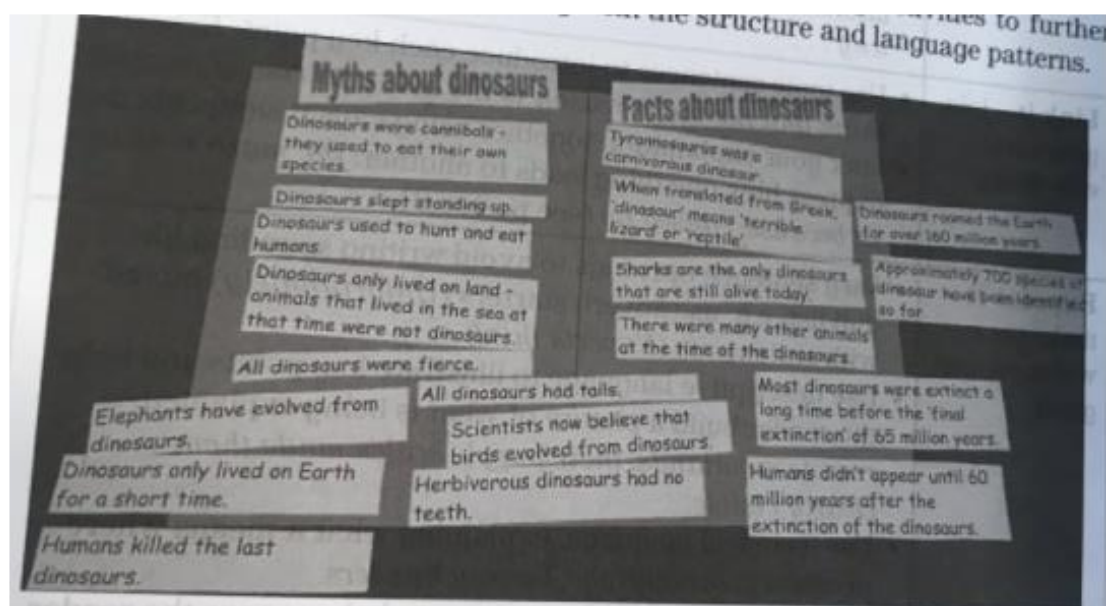 to further
the structure and language patterns.
Myths about dinosaurs
Dinosaurs were cannibals -
they used to eat their own
species.
Dinosaurs slept standing up.
Dinosaurs used to hunt and eat
humans.
Dinosaurs only lived on land -
animals that lived in the sea at
that time were not dinosaurs.
All dinosaurs were fierce.
Elephants have evolved from
dinosaurs.
Dinosaurs only lived on Earth
for a short time.
Humans killed the last
dinosaurs.
All dinosaurs had tails.
Scientists now believe that
birds evolved from dinosaurs.
Herbivorous dinosaurs had no
teeth.
Facts about dinosaurs
Tyrannosaurus was a
carnivorous dinosaur.
When translated from Greek,
'dinosaur' means 'terrible
lizard' or 'reptile'.
Sharks are the only dinosaurs
that are still alive today.
There were many other animals
at the time of the dinosaurs.
Dinosaurs roamed the Earth
for over 160 million years.
Approximately 700 species of
dinosaur have been identified
so far.
Most dinosaurs were extinct a
long time before the 'final
extinction' of 65 million years.
Humans didn't appear until 60
million years after the
extinction of the dinosaurs.